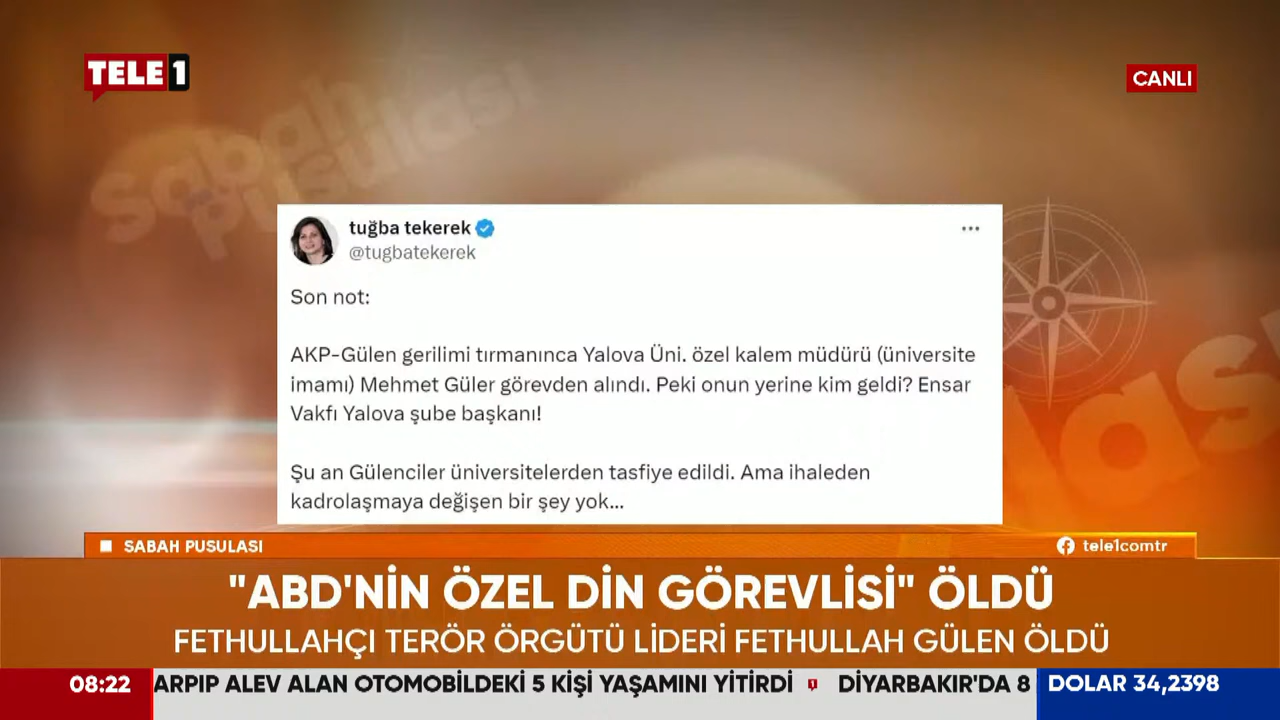 TELE 1
CANLI
sabah
pusulası
tuğba tekerek
@tugbatekerek
Son not:
AKP-Gülen gerilimi tırmanınca Yalova Üni. özel kalem müdürü (üniversite
imamı) Mehmet Güler görevden alındı. Peki onun yerine kim geldi? Ensar
Vakfı Yalova şube başkanı!
Şu an Gülenciler üniversitelerden tasfiye edildi. Ama ihaleden
kadrolaşmaya değişen bir şey yok...
SABAH PUSULASI
tele1comtr
"ABD'NİN ÖZEL DİN GÖREVLİSİ" ÖLDÜ
FETHULLAHÇI TERÖR ÖRGÜTÜ LİDERİ FETHULLAH GÜLEN ÖLDÜ
08:22 ARPIP ALEV ALAN OTOMOBİLDEKİ 5 KİŞİ YAŞAMINI YİTİRDİ DİYARBAKIR'DA 8 DOLAR 34,2398